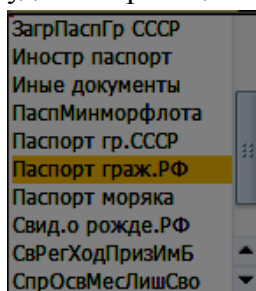 ЗагрПаспГр СССР
Иностр паспорт
Иные документы
ПаспМинморфлота
Паспорт гр.СССР
Паспорт граж.РФ
Паспорт моряка
Свид.о рожде.РФ
СвРегХодПризИмБ
СпрОсвМесЛишСво